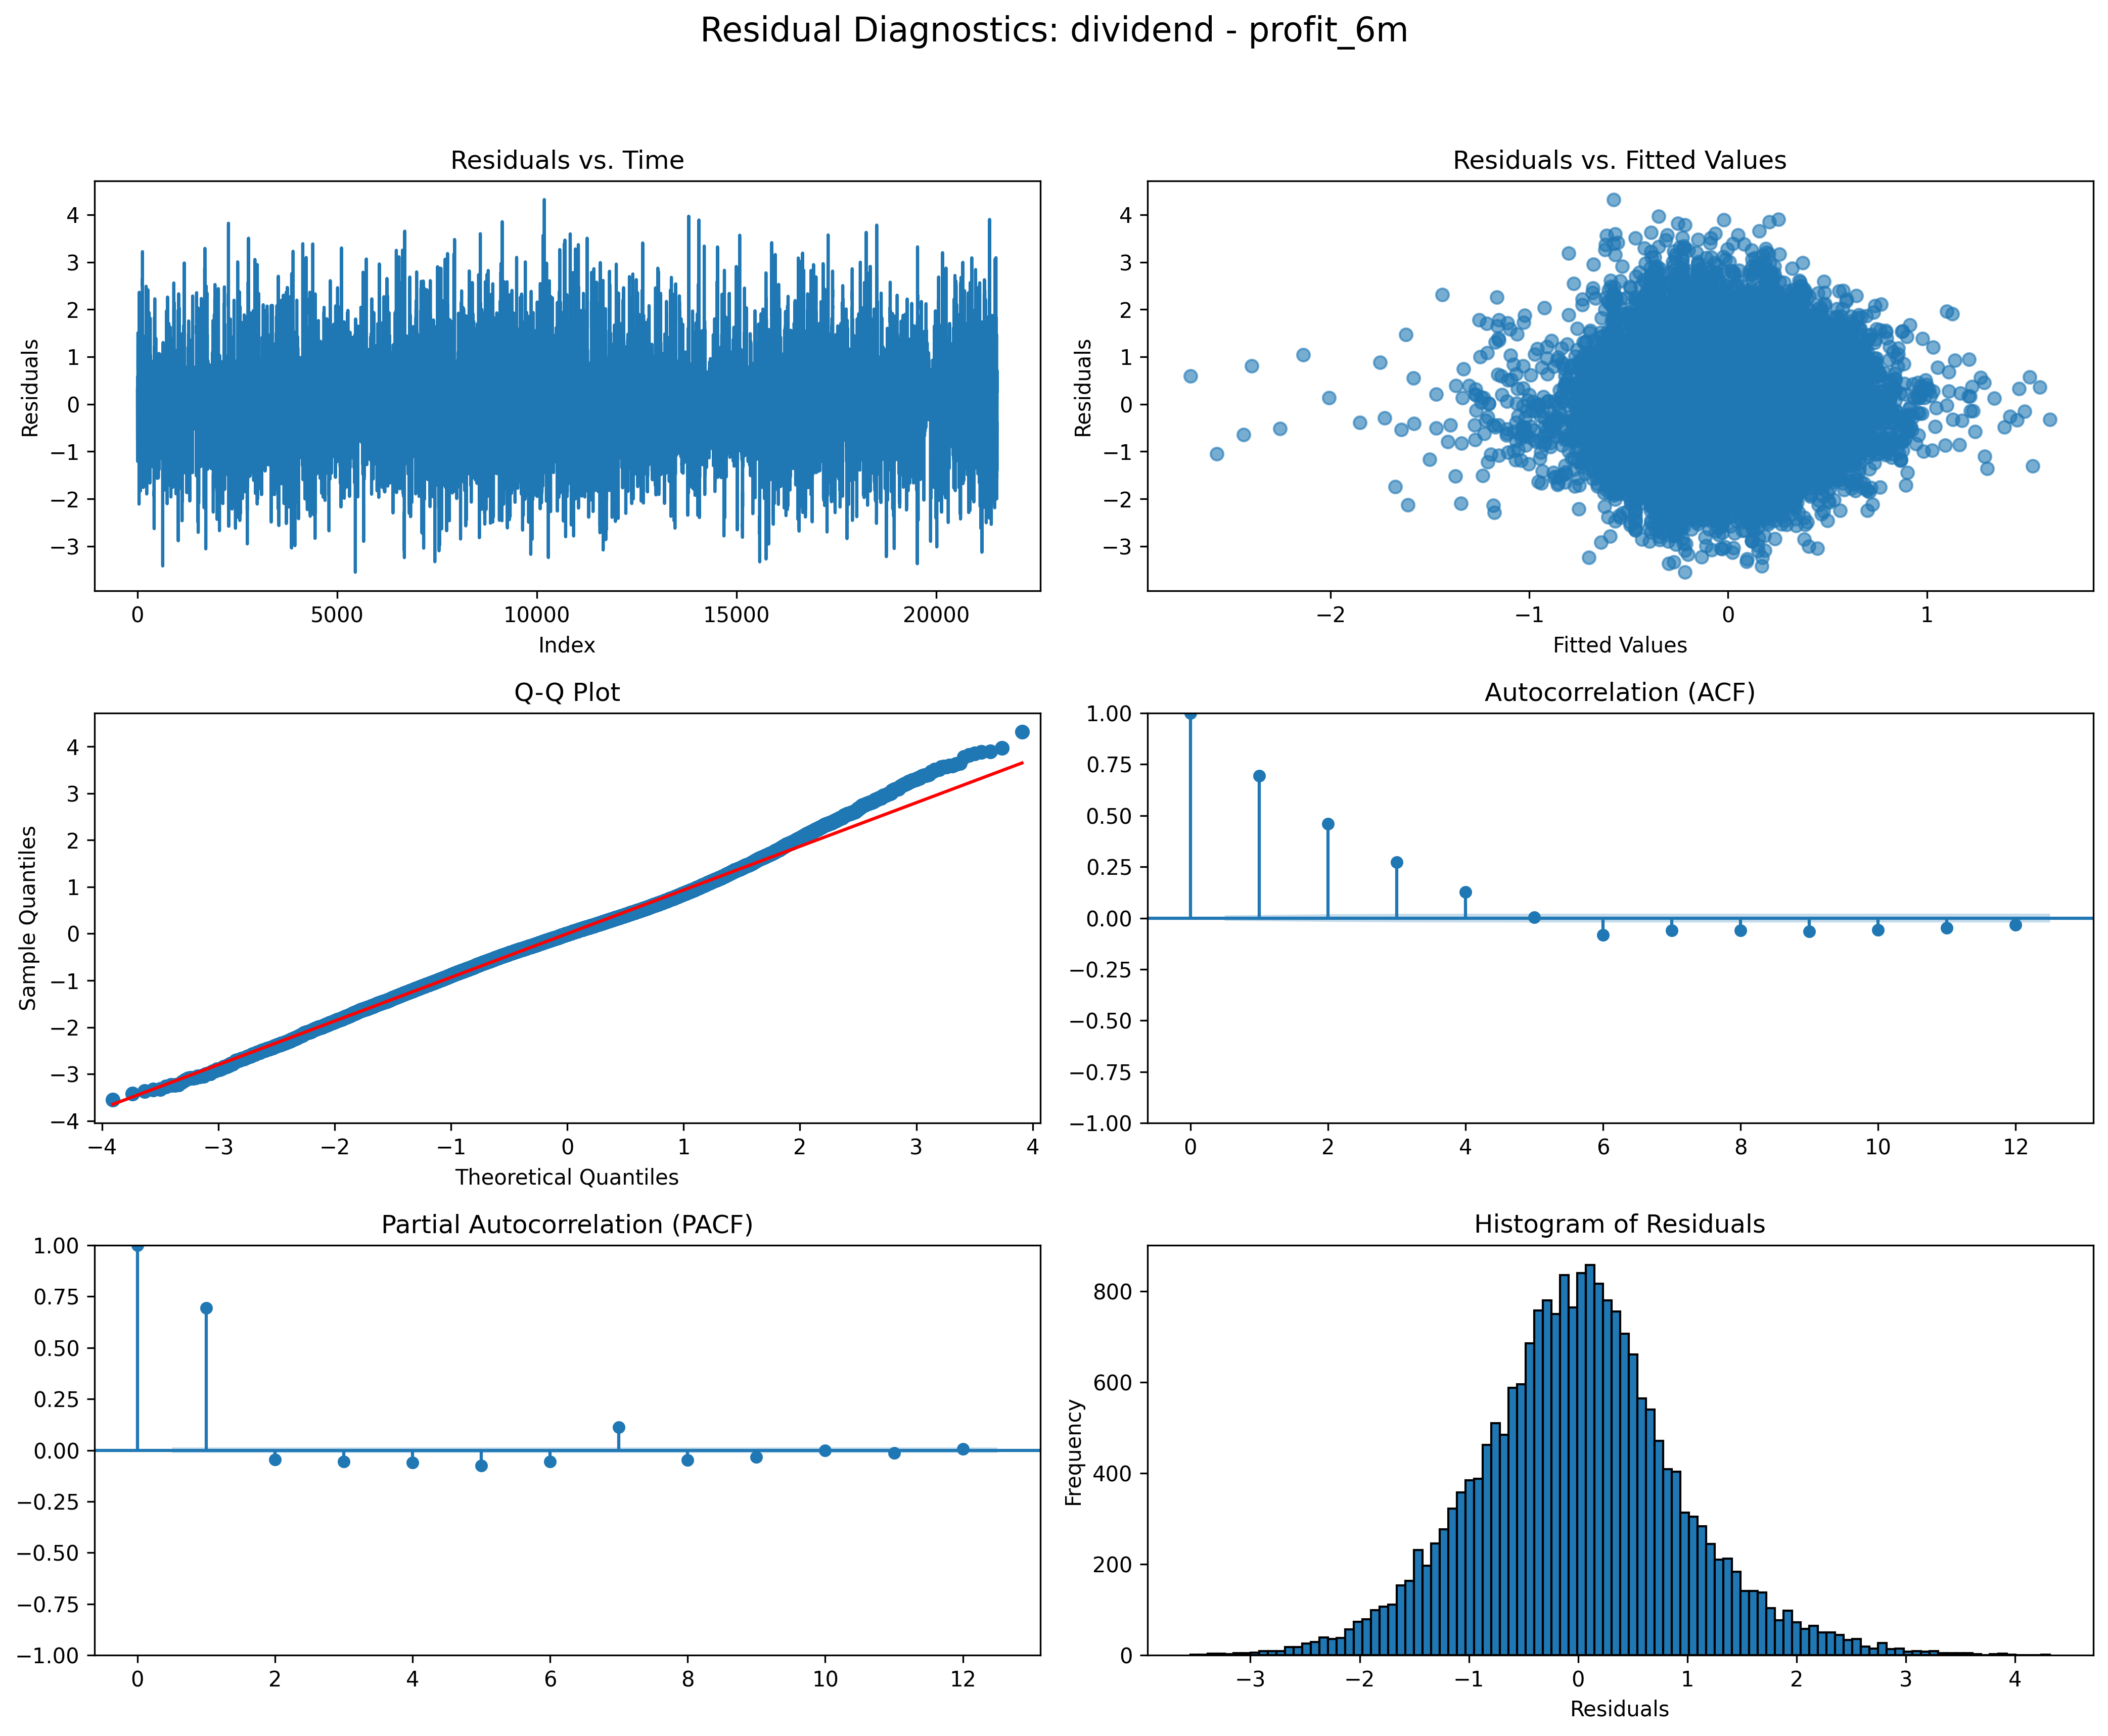 Residual Diagnostics: dividend - profit_6m
Residuals vs. Time
Residuals
4
3
2
1
0
−1
−2
−3
0 5000 10000 15000 20000
Index
Residuals vs. Fitted Values
Residuals
4
3
2
1
0
−1
−2
−3
−2 −1 0 1
Fitted Values
Q-Q Plot
Sample Quantiles
4
3
2
1
0
−1
−2
−3
−4
−4 −3 −2 −1 0 1 2 3 4
Theoretical Quantiles
Autocorrelation (ACF)
1.00
0.75
0.50
0.25
0.00
−0.25
−0.50
−0.75
−1.00
0 2 4 6 8 10 12
Partial Autocorrelation (PACF)
1.00
0.75
0.50
0.25
0.00
−0.25
−0.50
−0.75
−1.00
0 2 4 6 8 10 12
Histogram of Residuals
Frequency
800
600
400
200
0
−3 −2 −1 0 1 2 3 4
Residuals